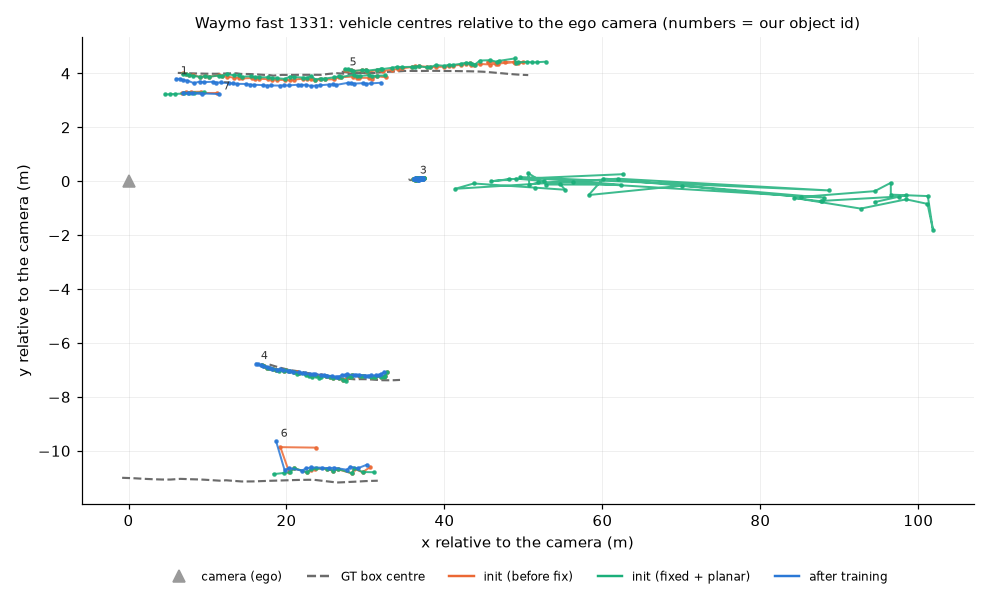 Waymo fast 1331: vehicle centres relative to the ego camera (numbers = our object id)
y relative to the camera (m)
4
2
0
−2
−4
−6
−8
−10
1
5
7
3
4
6
0
20
40
60
80
100
x relative to the camera (m)
camera (ego)
GT box centre
init (before fix)
init (fixed + planar)
after training